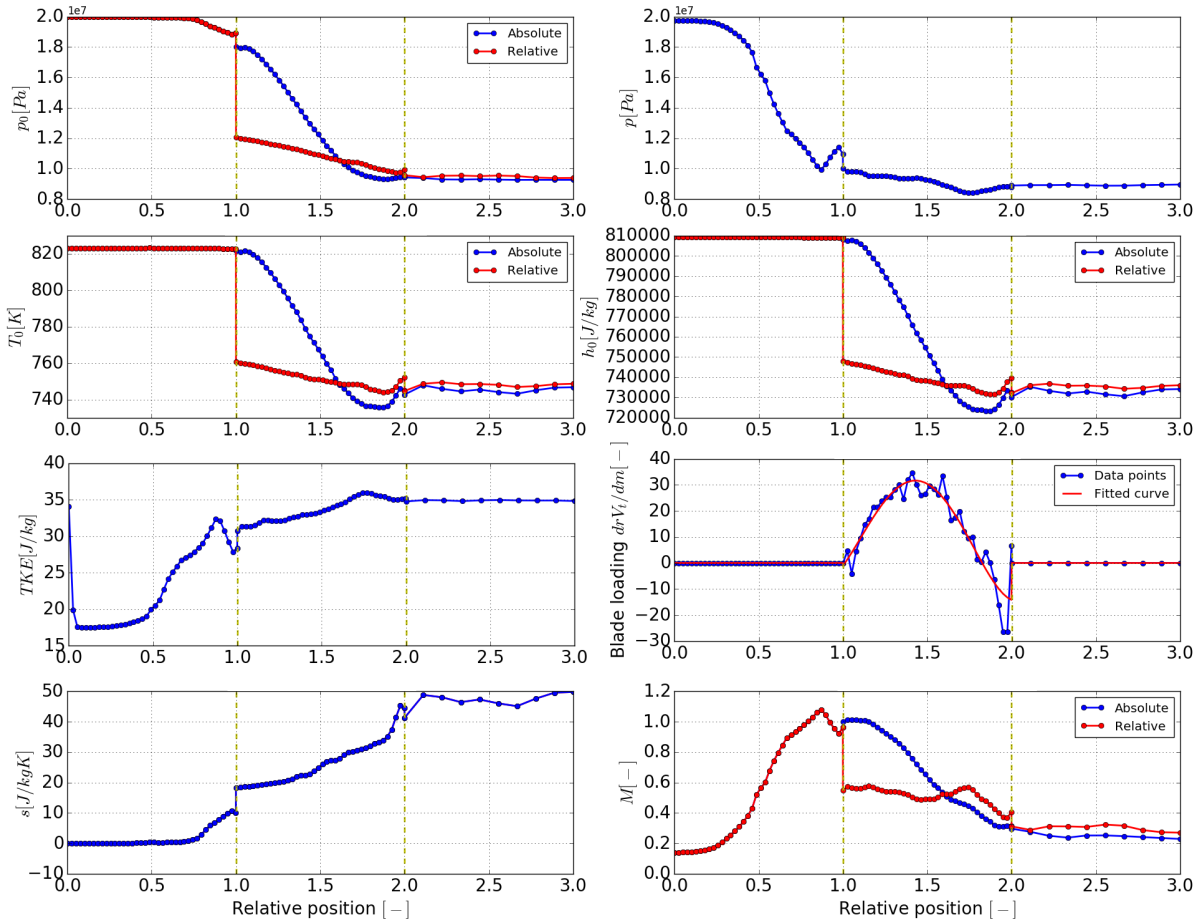 1e7
2.0
1.8
1.6
1.4
1.2
1.0
0.8
p0[Pa]
Absolute
Relative
0.0 0.5 1.0 1.5 2.0 2.5 3.0
1e7
2.0
1.8
1.6
1.4
1.2
1.0
0.8
p[Pa]
0.0 0.5 1.0 1.5 2.0 2.5 3.0
820
800
780
760
740
T0[K]
Absolute
Relative
0.0 0.5 1.0 1.5 2.0 2.5 3.0
810000
800000
790000
780000
770000
760000
750000
740000
730000
720000
h0[J/kg]
Absolute
Relative
0.0 0.5 1.0 1.5 2.0 2.5 3.0
40
35
30
25
20
15
TKE[J/kg]
0.0 0.5 1.0 1.5 2.0 2.5 3.0
40
30
20
10
0
−10
−20
−30
Blade loading drVt/dm[−]
Data points
Fitted curve
0.0 0.5 1.0 1.5 2.0 2.5 3.0
50
40
30
20
10
0
−10
s[J/kgK]
0.0 0.5 1.0 1.5 2.0 2.5 3.0
Relative position [−]
1.2
1.0
0.8
0.6
0.4
0.2
0.0
M[−]
Absolute
Relative
0.0 0.5 1.0 1.5 2.0 2.5 3.0
Relative position [−]